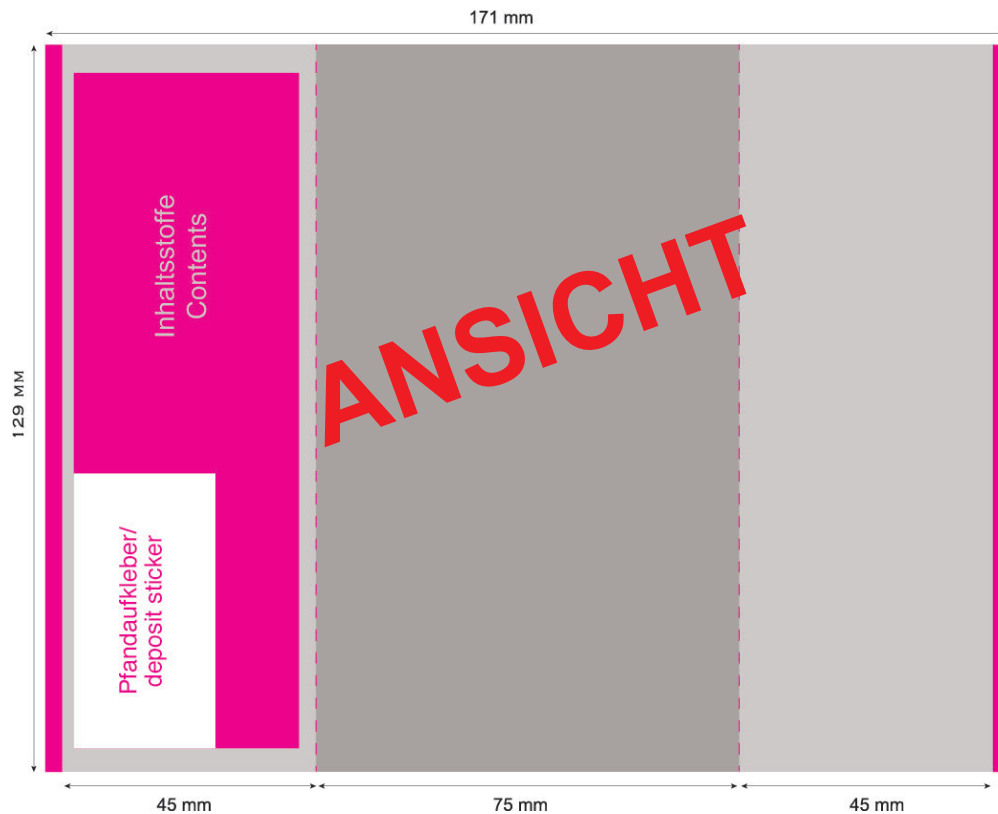 171 mm
129 MM
Inhaltsstoffe
Contents
ANSICHT
Pfandaufkleber/
deposit sticker
45 mm
75 mm
45 mm